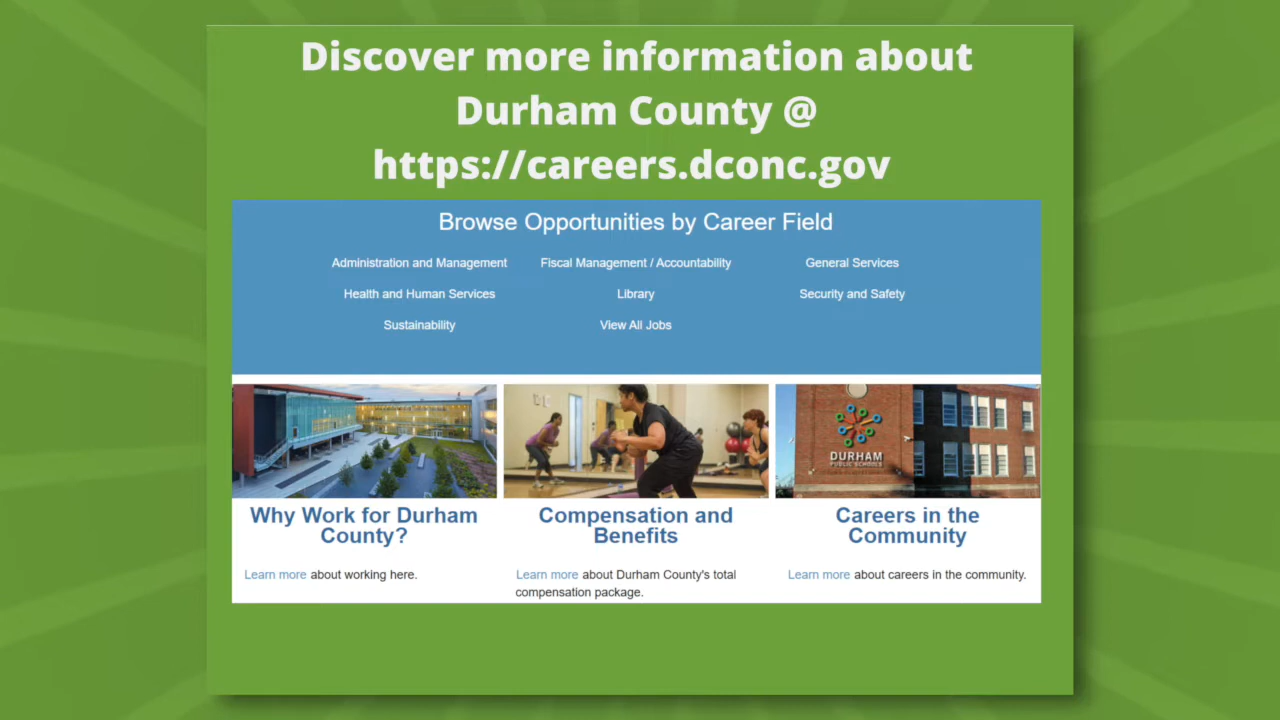 Discover more information about
Durham County @
https://careers.dconc.gov
Browse Opportunities by Career Field
Administration and Management
Fiscal Management / Accountability
General Services
Health and Human Services
Library
Security and Safety
Sustainability
View All Jobs
DURHAM
PUBLIC SCHOOLS
Why Work for Durham
County?
Learn more about working here.
Compensation and
Benefits
Learn more about Durham County's total
compensation package.
Careers in the
Community
Learn more about careers in the community.